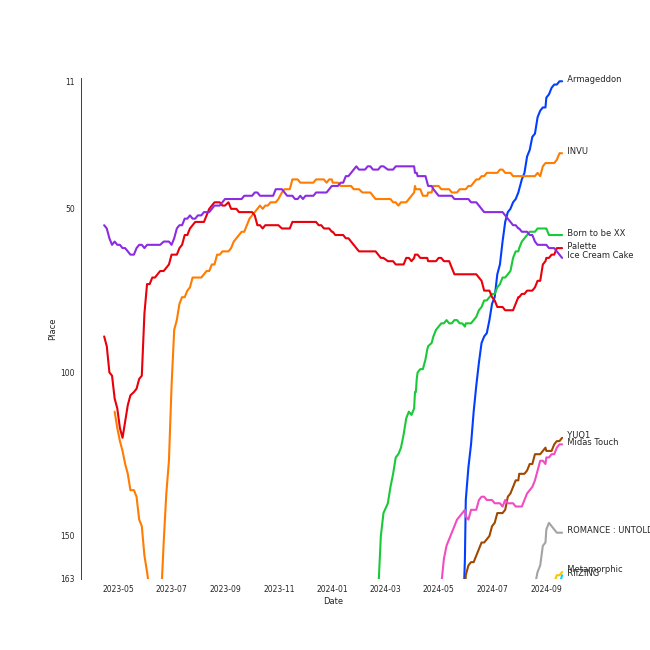 11
50
100
150
163
Place
2023-05
2023-07
2023-09
2023-11
2024-01
2024-03
2024-05
2024-07
2024-09
Date
Armageddon
INVU
Born to be XX
Palette
Ice Cream Cake
YUQ1
Midas Touch
ROMANCE : UNTOLD
Metamorphic
RIIZING